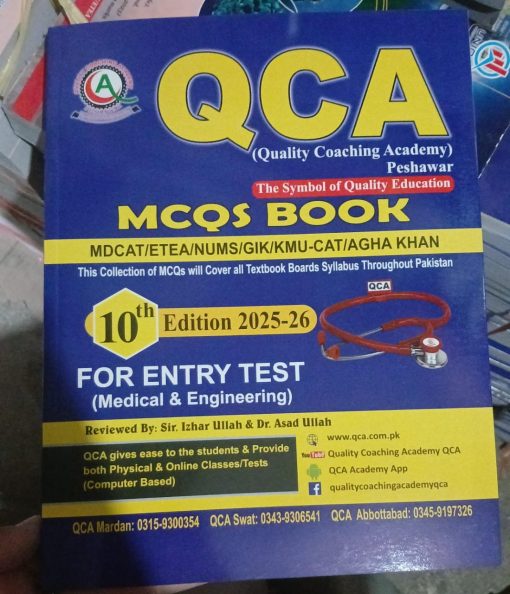 QCA
(Quality Coaching Academy)
Peshawar
The Symbol of Quality Education
MCQS BOOK
MDCAT/ETEA/NUMS/GIK/KMU-CAT/AGHA KHAN
This Collection of MCQs will Cover all Textbook Boards Syllabus Throughout Pakistan
10th Edition 2025-26
QCA
FOR ENTRY TEST
(Medical & Engineering)
Reviewed By: Sir. Izhar Ullah & Dr. Asad Ullah
QCA gives ease to the students & Provide
both Physical & Online Classes/Tests
(Computer Based)
www.qca.com.pk
YouTube Quality Coaching Academy QCA
QCA Academy App
f qualitycoachingacademyqca
QCA Mardan: 0315-9300354 QCA Swat: 0343-9306541 QCA Abbottabad: 0345-9197326